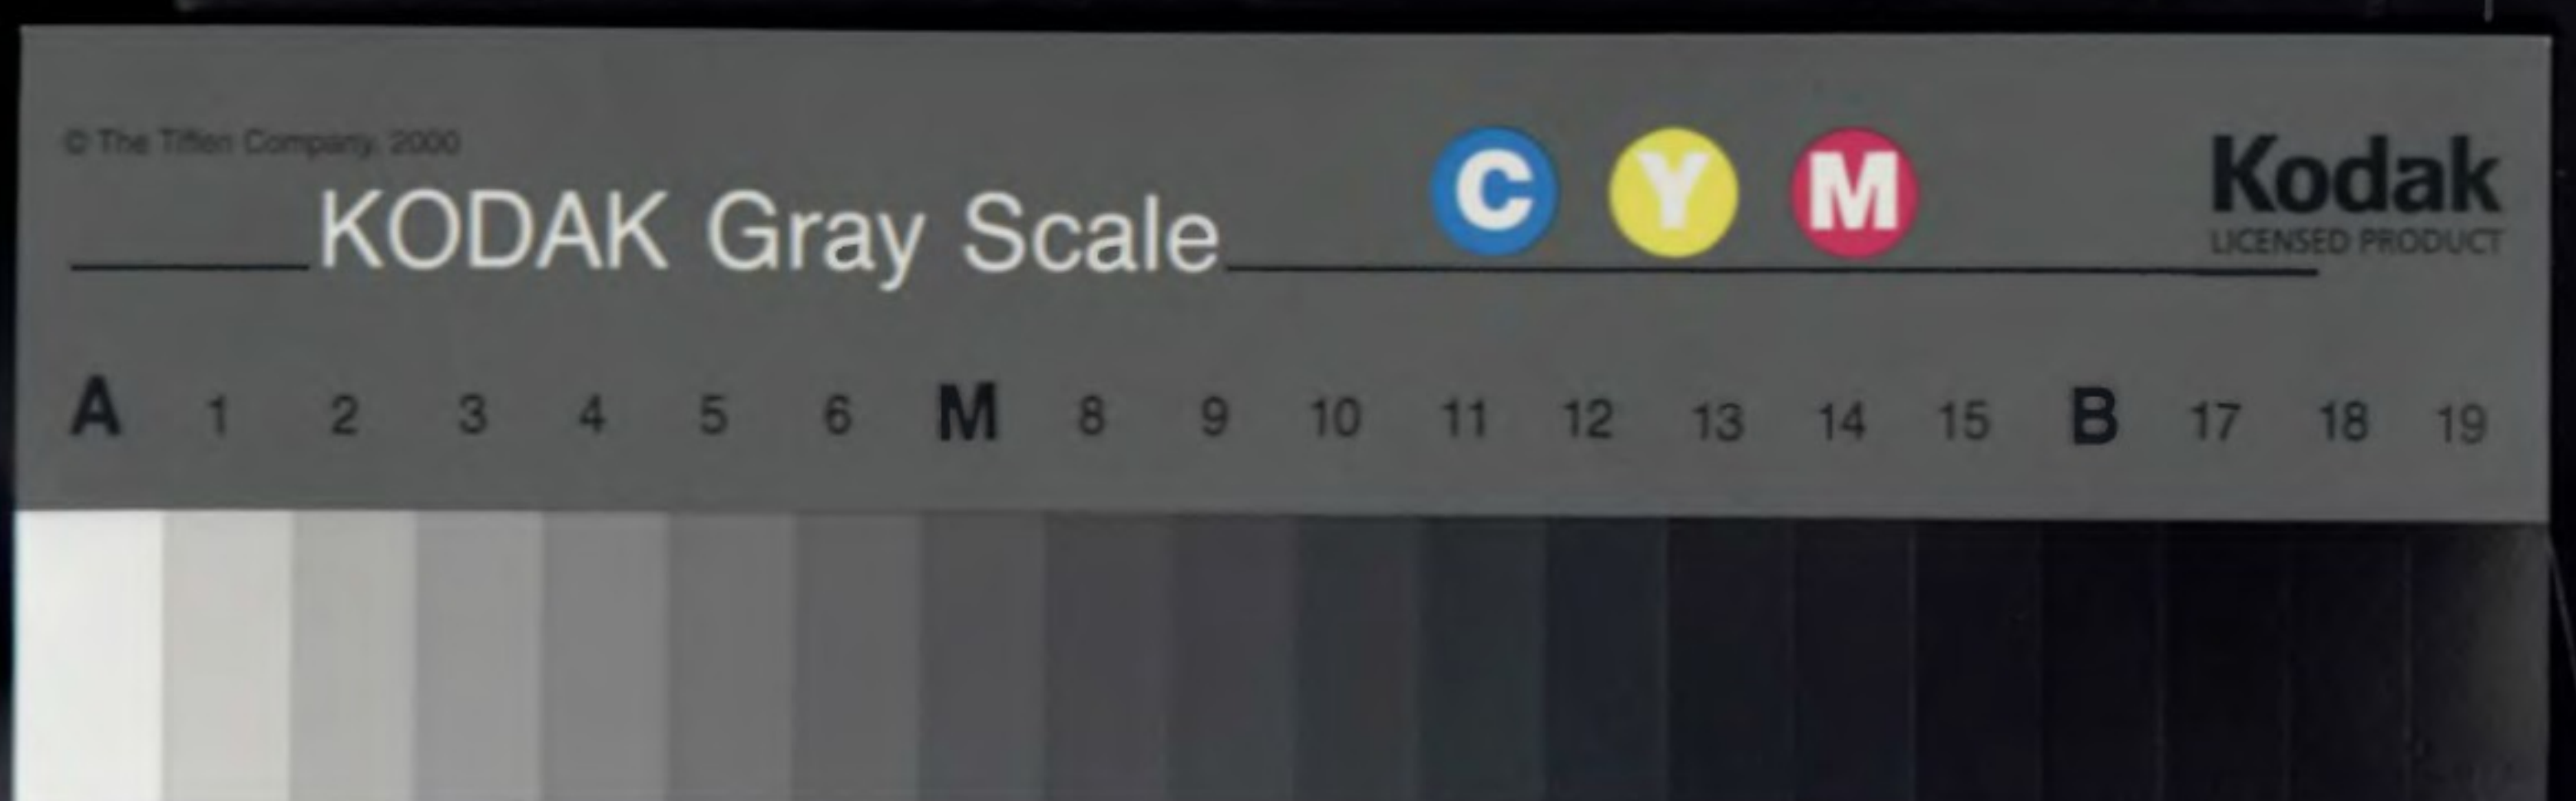 © The Tiffen Company, 2000
KODAK Gray Scale
C Y M
Kodak
LICENSED PRODUCT
A 1 2 3 4 5 6 M 8 9 10 11 12 13 14 15 B 17 18 19